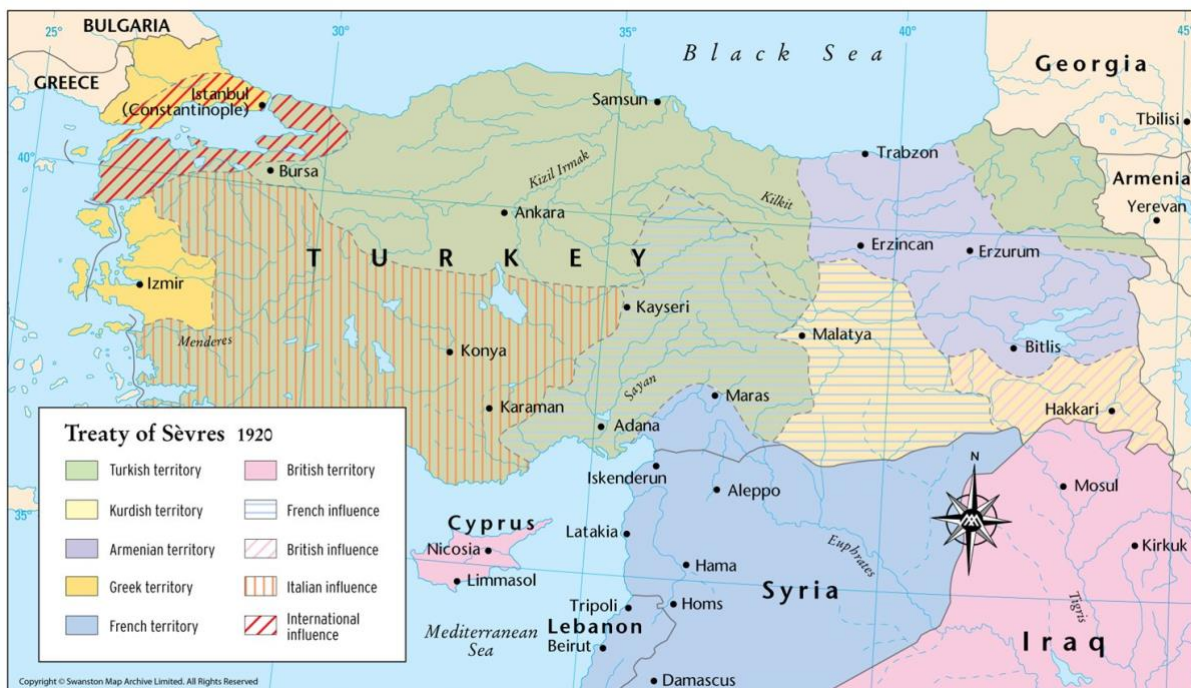 BULGARIA
25°
30°
35°
40°
45°
Black Sea
GREECE
Georgia
Istanbul
(Constantinople)
Samsun
Tbilisi
40°
Trabzon
Bursa
Kizil Irmak
Armenia
Yerevan
Kilkit
Ankara
Erzincan
Erzurum
TURKEY
Izmir
Kayseri
Malatya
Menderes
Bitlis
Konya
Sayan
Maras
Karaman
Hakkari
Adana
Treaty of Sèvres 1920
Turkish territory
British territory
Kurdish territory
French influence
Armenian territory
British influence
Greek territory
Italian influence
French territory
International
influence
N
Iskenderun
Aleppo
Mosul
35°
Cyprus
Latakia
Nicosia
Kirkuk
Euphrates
Hama
Limmasol
Syria
Tripoli
Homs
Tigris
Lebanon
Mediterranean
Sea
Beirut
Iraq
Damascus
Copyright © Swanston Map Archive Limited. All Rights Reserved